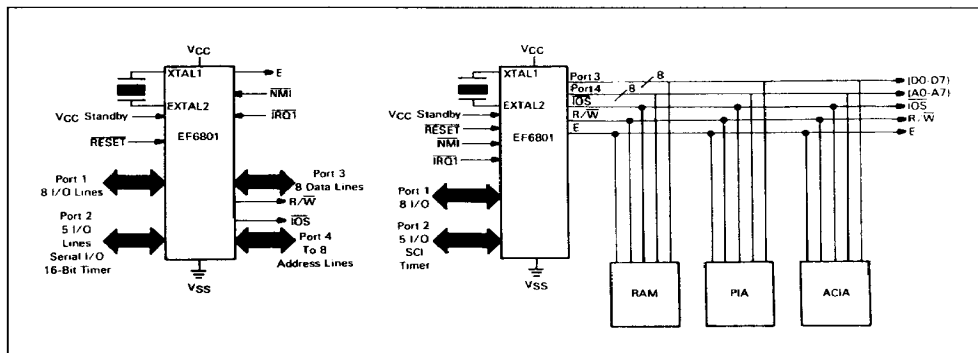 VCC
XTAL1
E
NMI
EXTAL2
VCC Standby
IRQ1
EF6801
RESET
Port 1
8 I/O Lines
Port 3
8 Data Lines
R/W
IOS
Port 2
5 I/O
Lines
Serial I/O
16-Bit Timer
Port 4
To 8
Address Lines
VSS
VCC
XTAL1
EXTAL2
VCC Standby
RESET
EF6801
NMI
IRQ1
Port 1
8 I/O
Port 2
5 I/O
SCI
Timer
VSS
Port 3
8
(D0-D7)
Port 4
8
(A0-A7)
IOS
IOS
R/W
R/W
E
E
RAM
PIA
ACIA